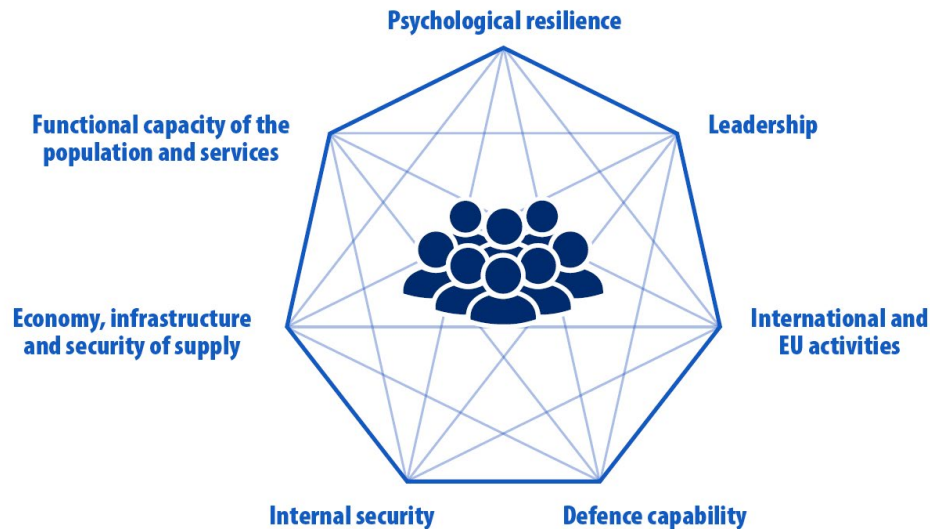 Psychological resilience
Functional capacity of the
population and services
Leadership
Economy, infrastructure
and security of supply
International and
EU activities
Internal security
Defence capability